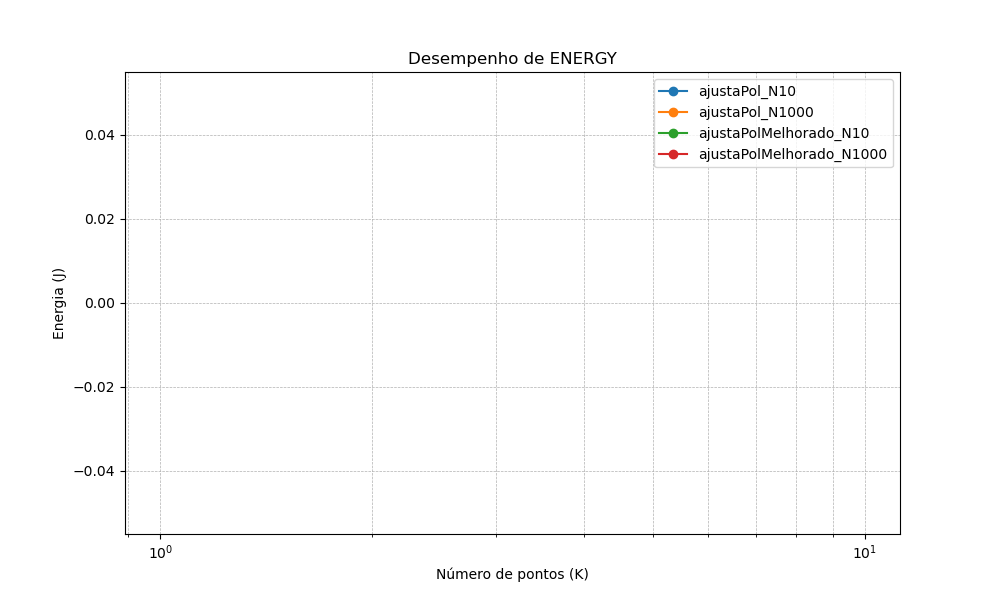 Desempenho de ENERGY
ajustaPol_N10
ajustaPol_N1000
ajustaPolMelhorado_N10
ajustaPolMelhorado_N1000
0.04
0.02
0.00
−0.02
−0.04
Energia (J)
10⁰
10¹
Número de pontos (K)